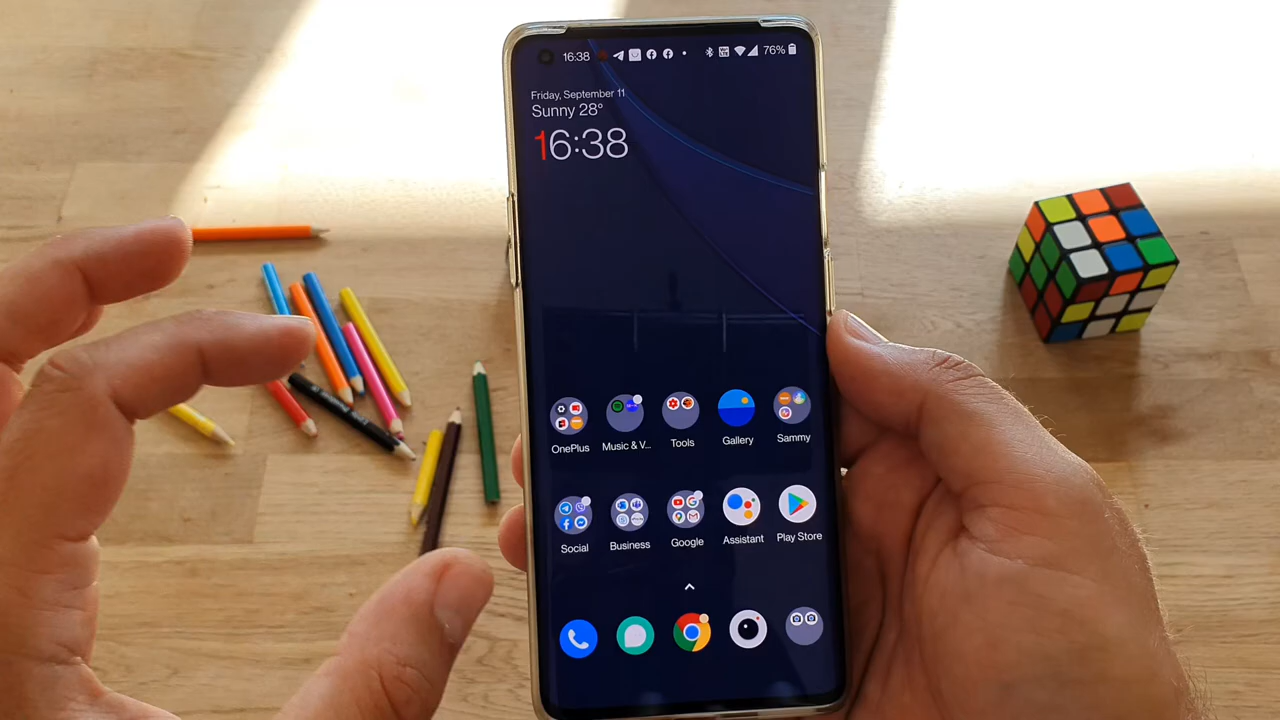 16:38 76%
Friday, September 11
Sunny 28°
16:38
OnePlus Music & V... Tools Gallery Sammy
Social Business Google Assistant Play Store